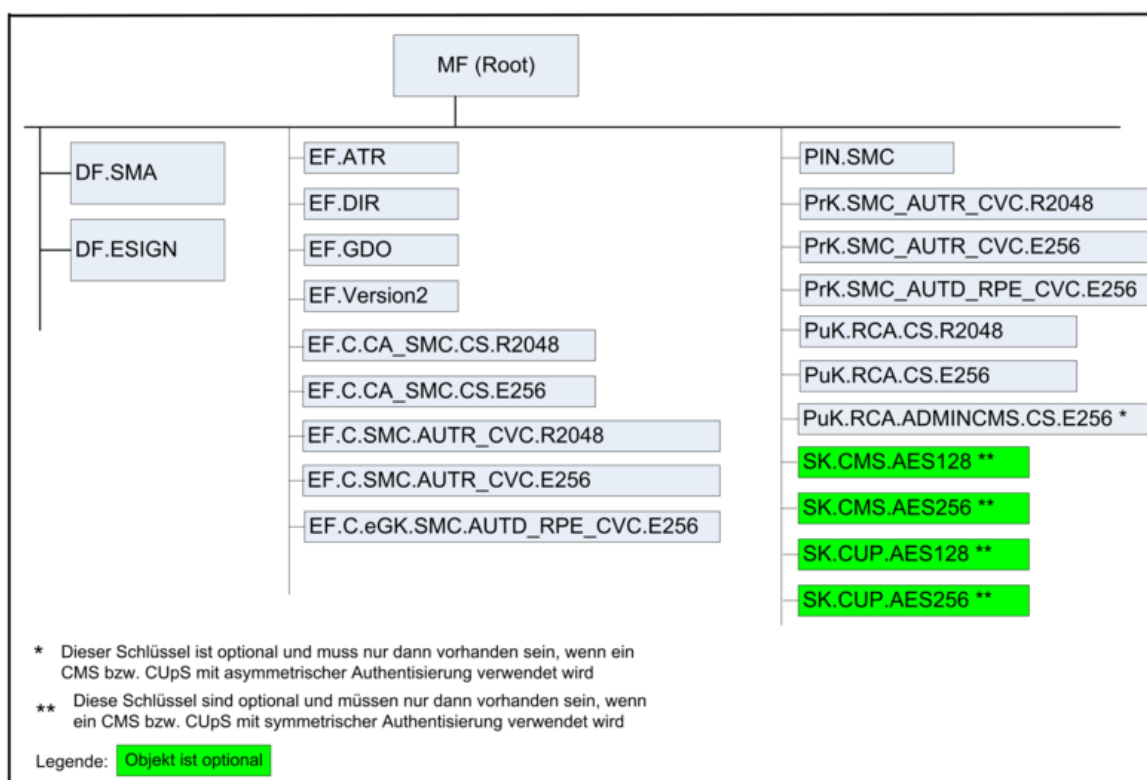 MF (Root)
DF.SMA
DF.ESIGN
EF.ATR
EF.DIR
EF.GDO
EF.Version2
EF.C.CA_SMC.CS.R2048
EF.C.CA_SMC.CS.E256
EF.C.SMC.AUTR_CVC.R2048
EF.C.SMC.AUTR_CVC.E256
EF.C.eGK.SMC.AUTD_RPE_CVC.E256
PIN.SMC
PrK.SMC_AUTR_CVC.R2048
PrK.SMC_AUTR_CVC.E256
PrK.SMC_AUTD_RPE_CVC.E256
PuK.RCA.CS.R2048
PuK.RCA.CS.E256
PuK.RCA.ADMINCMS.CS.E256 *
SK.CMS.AES128 **
SK.CMS.AES256 **
SK.CUP.AES128 **
SK.CUP.AES256 **
* Dieser Schlüssel ist optional und muss nur dann vorhanden sein, wenn ein
CMS bzw. CUpS mit asymmetrischer Authentisierung verwendet wird
** Diese Schlüssel sind optional und müssen nur dann vorhanden sein, wenn
ein CMS bzw. CUpS mit symmetrischer Authentisierung verwendet wird
Legende: Objekt ist optional